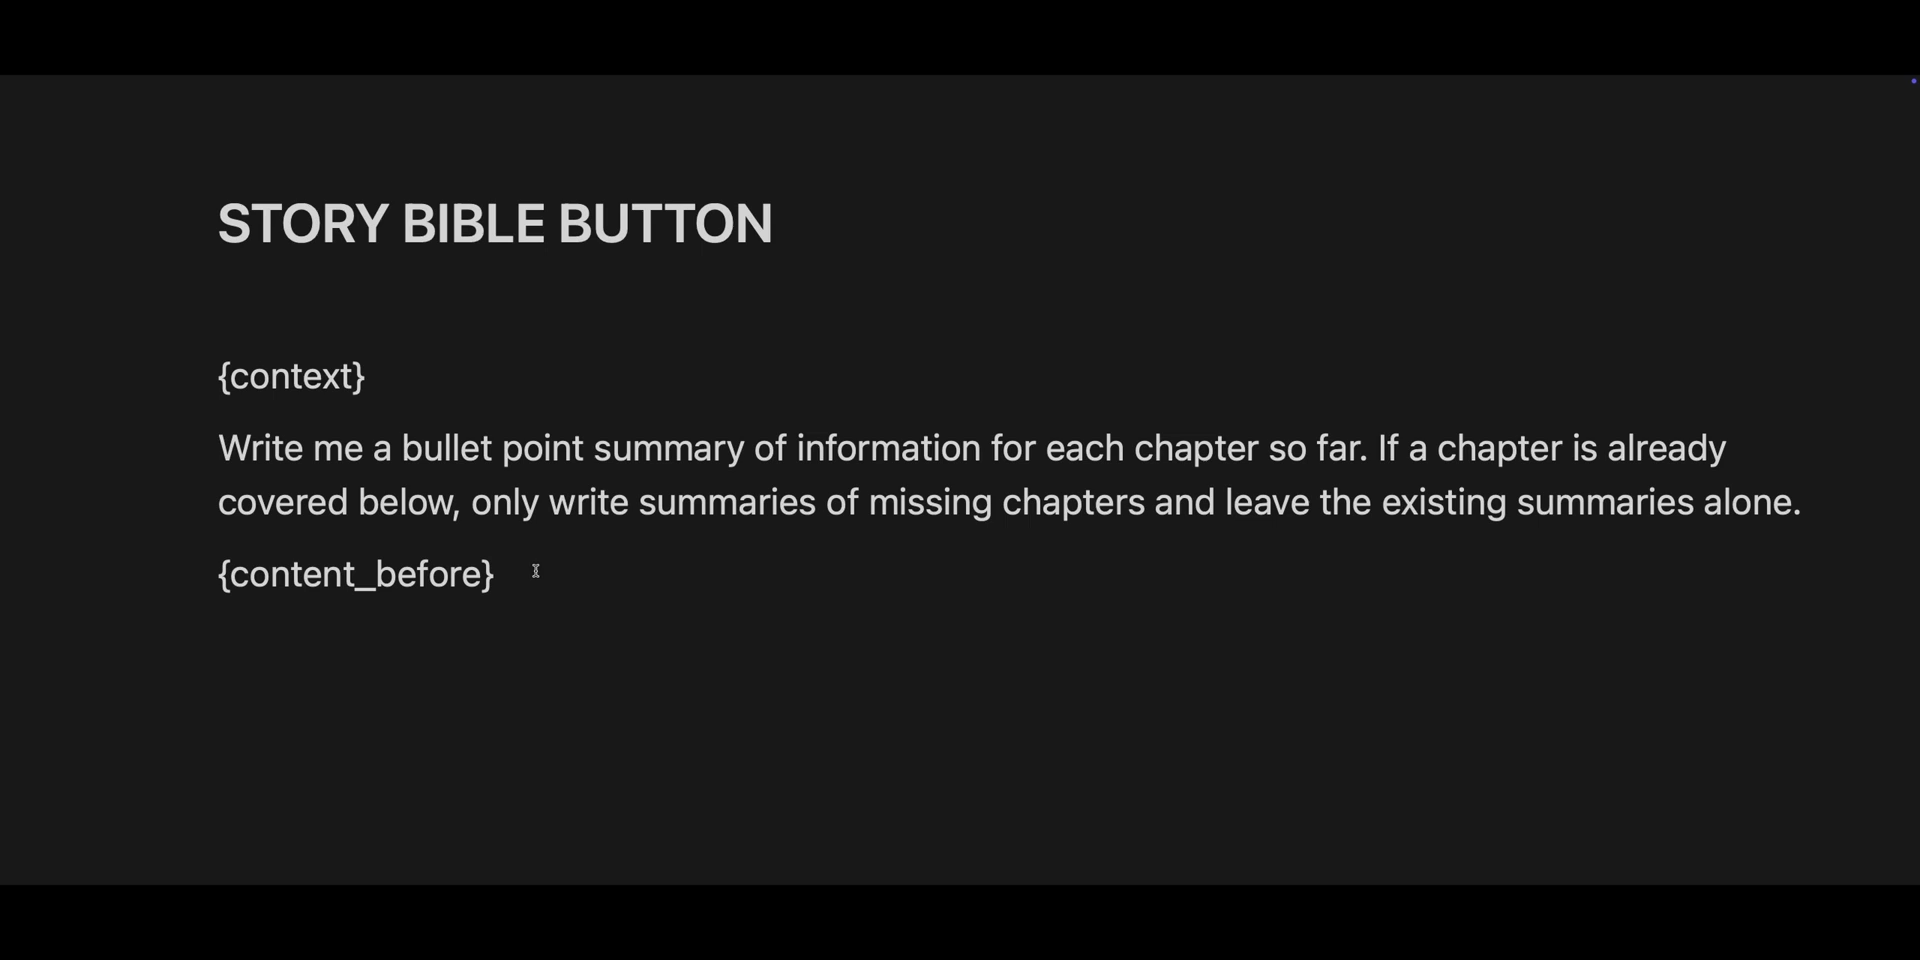 STORY BIBLE BUTTON
{context}
Write me a bullet point summary of information for each chapter so far. If a chapter is already
covered below, only write summaries of missing chapters and leave the existing summaries alone.
{content_before}